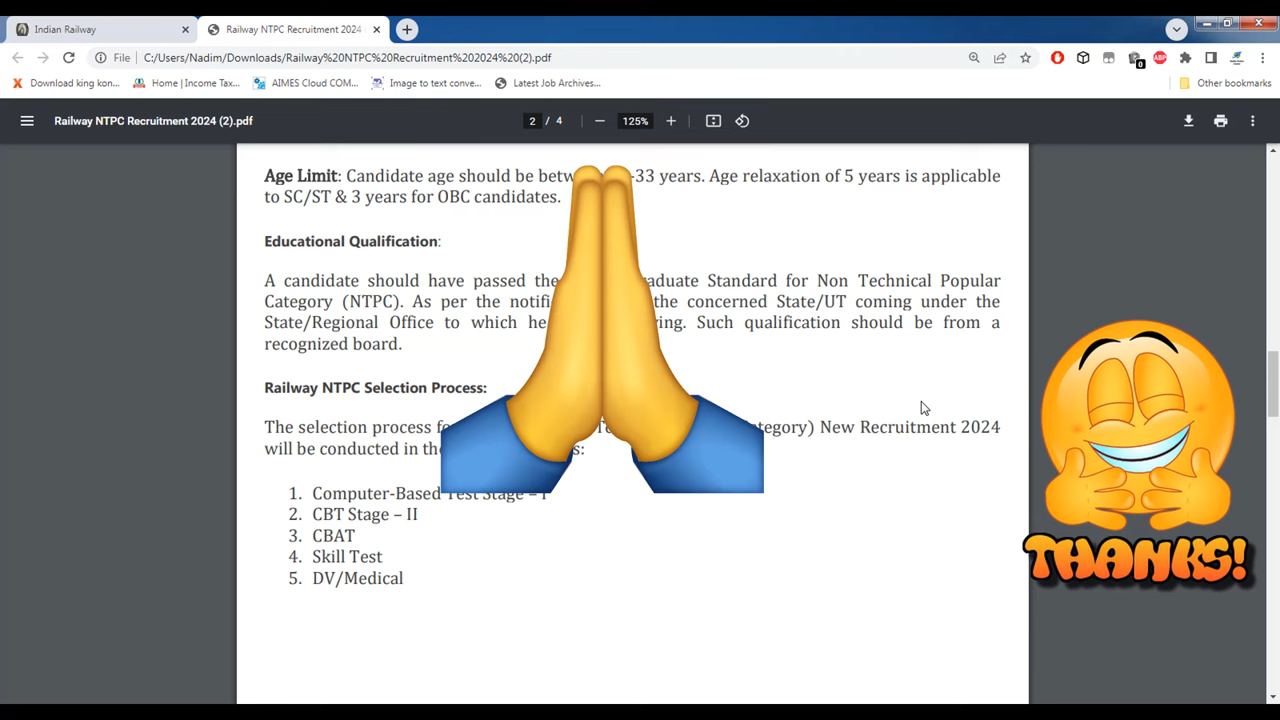 Indian Railway
Railway NTPC Recruitment 2024
File C:/Users/Nadim/Downloads/Railway%20NTPC%20Recruitment%202024%20(2).pdf
0 ABP
Download king kon... Home | Income Tax... AIMES Cloud COM... Image to text conve... Latest Job Archives... Other bookmarks
Railway NTPC Recruitment 2024 (2).pdf 2 / 4 125%
Age Limit: Candidate age should be -33 years. Age relaxation of 5 years is applicable
to SC/ST & 3 years for OBC candidates.
Educational Qualification:
A candidate should have passed the Standard for Non Technical Popular
Category (NTPC). As per the the concerned State/UT coming under the
State/Regional Office to which he Such qualification should be from a
recognized board.
Railway NTPC Selection Process:
The selection process New Recruitment 2024
will be conducted in the
1. Computer-Based Test Stage – I
2. CBT Stage – II
3. CBAT
4. Skill Test
5. DV/Medical
THANKS!